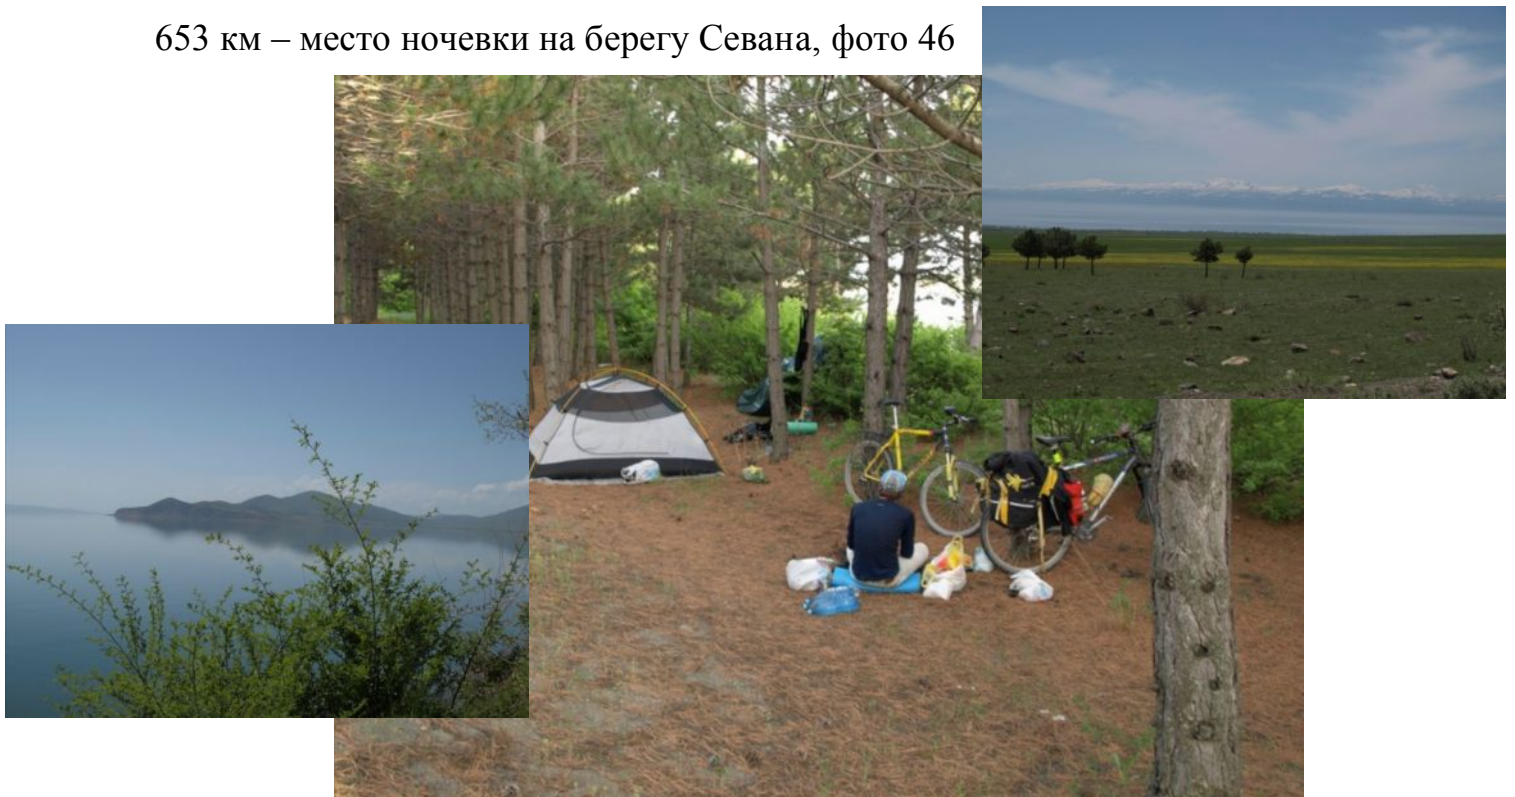 653 км – место ночевки на берегу Севана, фото 46